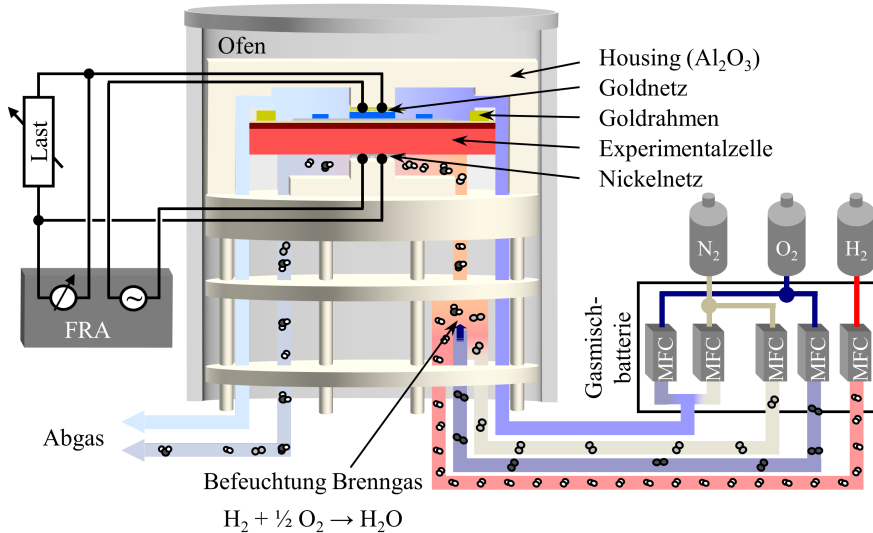 Ofen
Housing (Al₂O₃)
Goldnetz
Goldrahmen
Experimentalzelle
Nickelnetz
Last
FRA
~
N₂
O₂
H₂
Gasmisch-
batterie
MFC
MFC
MFC
MFC
MFC
Abgas
Befeuchtung Brenngas
H₂ + ½ O₂ → H₂O